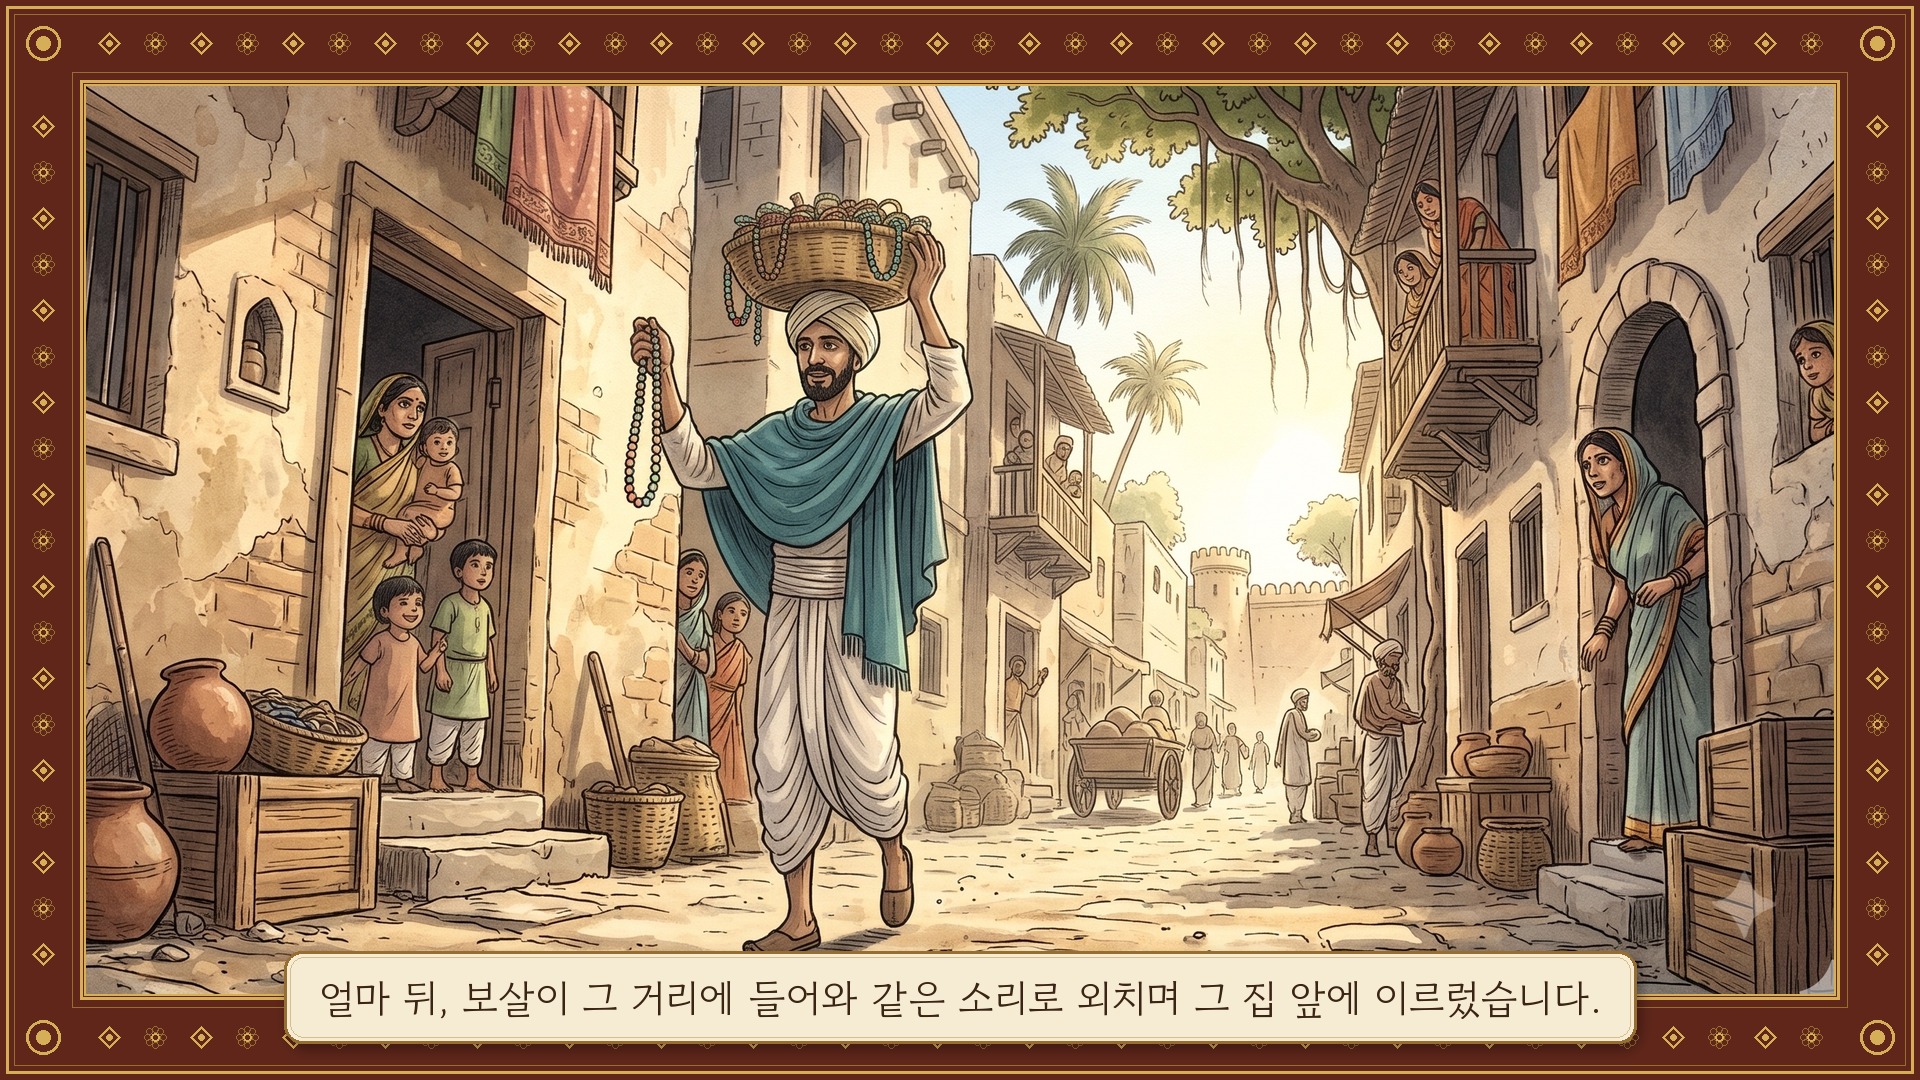 얼마 뒤, 보살이 그 거리에 들어와 같은 소리로 외치며 그 집 앞에 이르렀습니다.